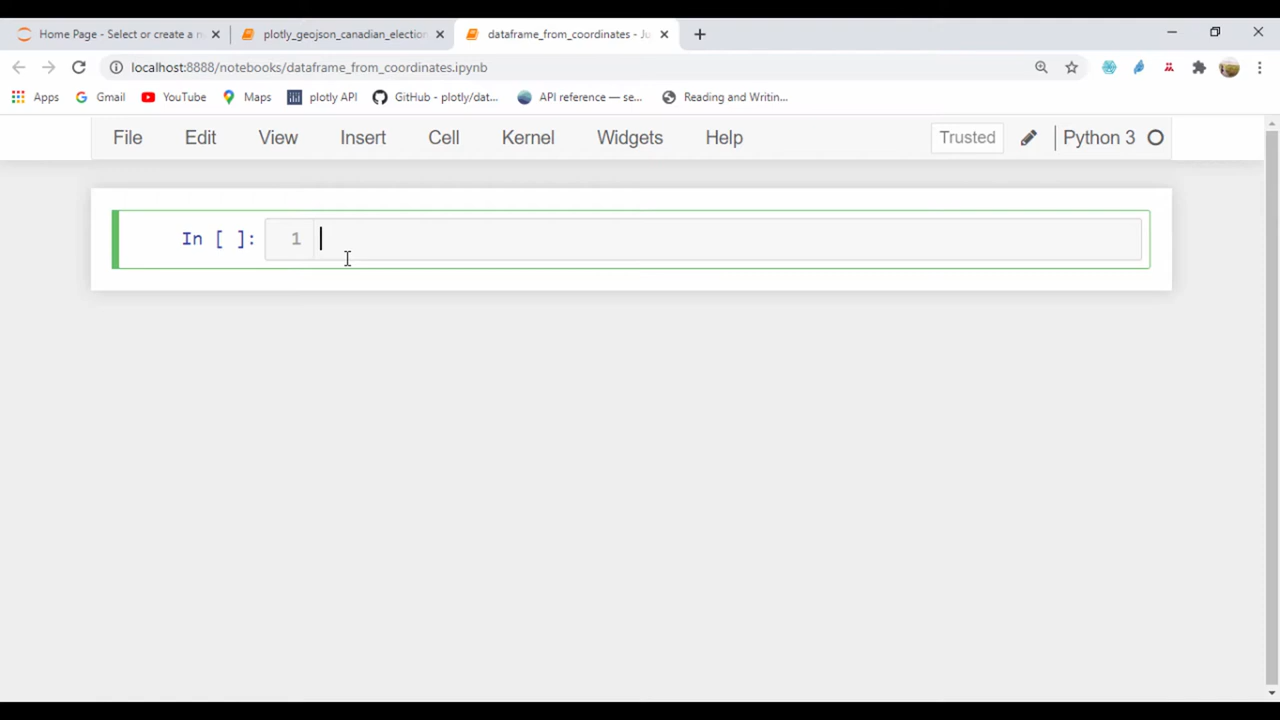 Home Page - Select or create a n
plotly_geojson_canadian_election
dataframe_from_coordinates - Ju
localhost:8888/notebooks/dataframe_from_coordinates.ipynb
Apps Gmail YouTube Maps plotly API GitHub - plotly/dat... API reference — se... Reading and Writin...
File Edit View Insert Cell Kernel Widgets Help Trusted Python 3
In [ ]: 1